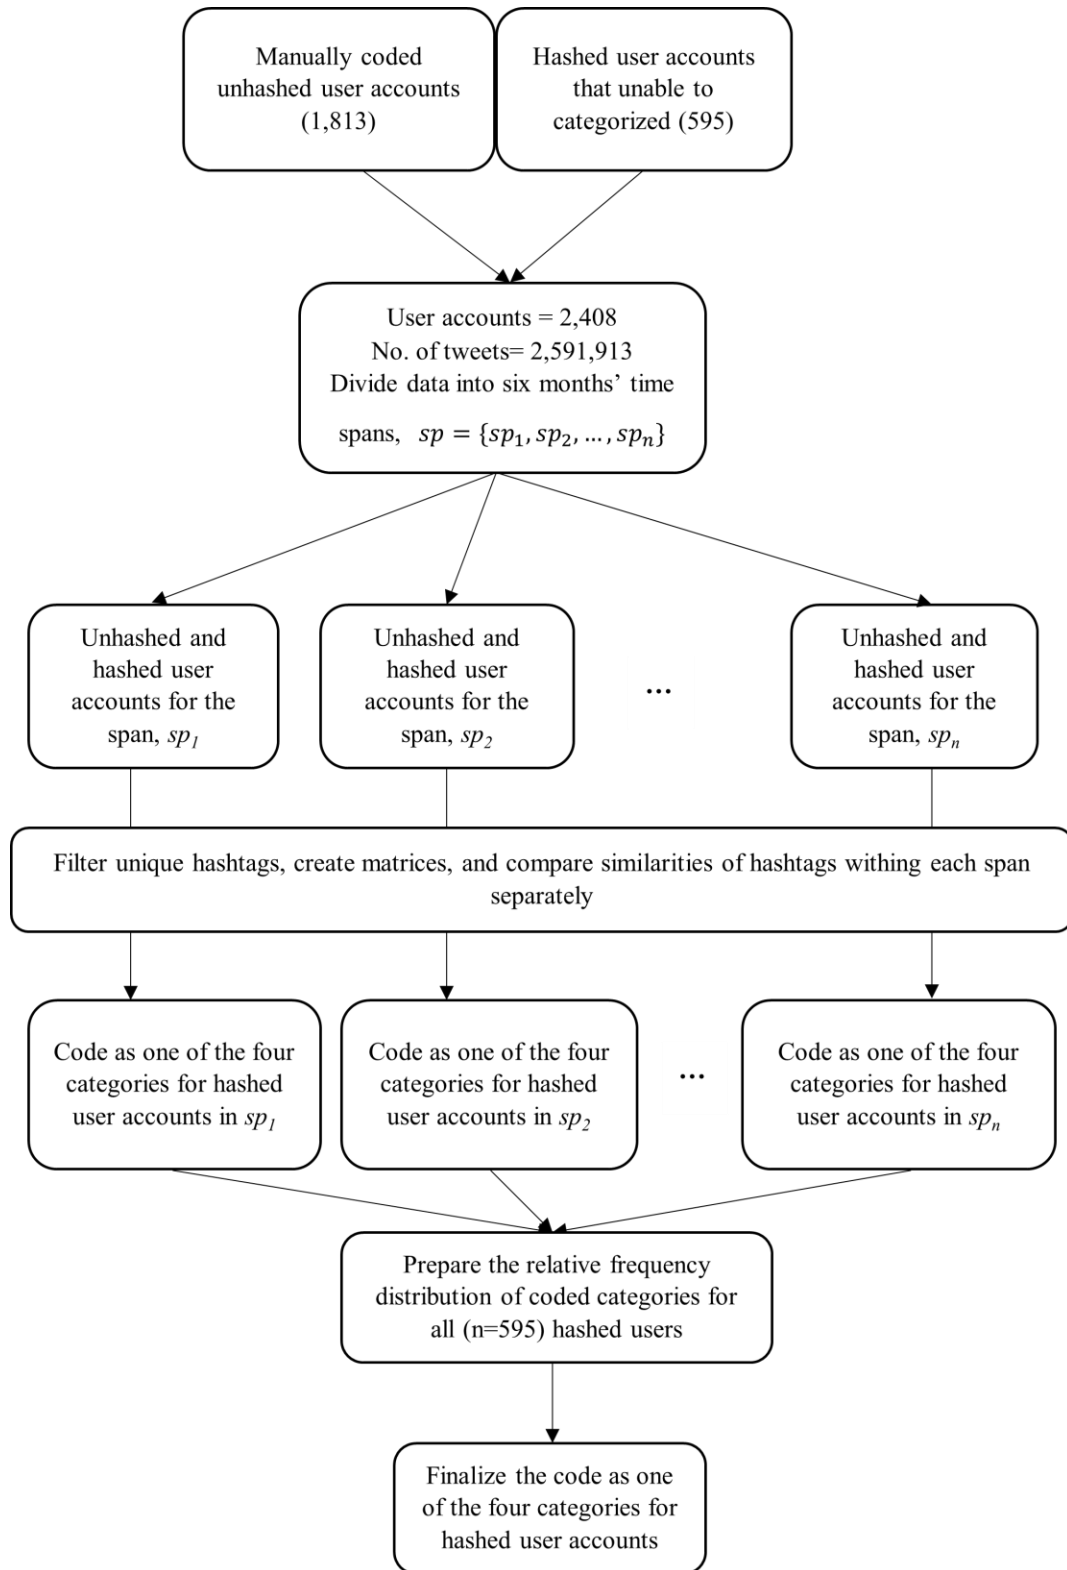 Manually coded
unhashed user accounts
(1,813)
Hashed user accounts
that unable to
categorized (595)
User accounts = 2,408
No. of tweets= 2,591,913
Divide data into six months’ time
spans, sp = {sp₁, sp₂, … , spₙ}
Unhashed and
hashed user
accounts for the
span, sp₁
Unhashed and
hashed user
accounts for the
span, sp₂
...
Unhashed and
hashed user
accounts for the
span, spₙ
Filter unique hashtags, create matrices, and compare similarities of hashtags withing each span
separately
Code as one of the four
categories for hashed
user accounts in sp₁
Code as one of the four
categories for hashed
user accounts in sp₂
...
Code as one of the four
categories for hashed
user accounts in spₙ
Prepare the relative frequency
distribution of coded categories for
all (n=595) hashed users
Finalize the code as one
of the four categories for
hashed user accounts